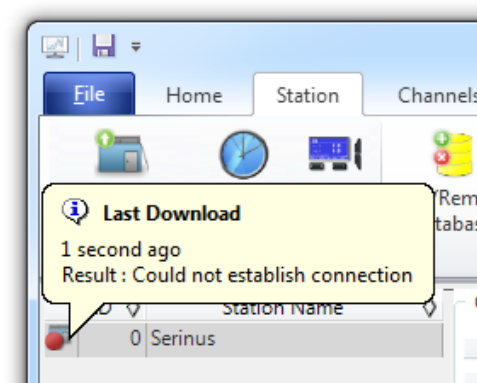 File Home Station Channels
Last Download
1 second ago
Result : Could not establish connection
Station Name
0 Serinus